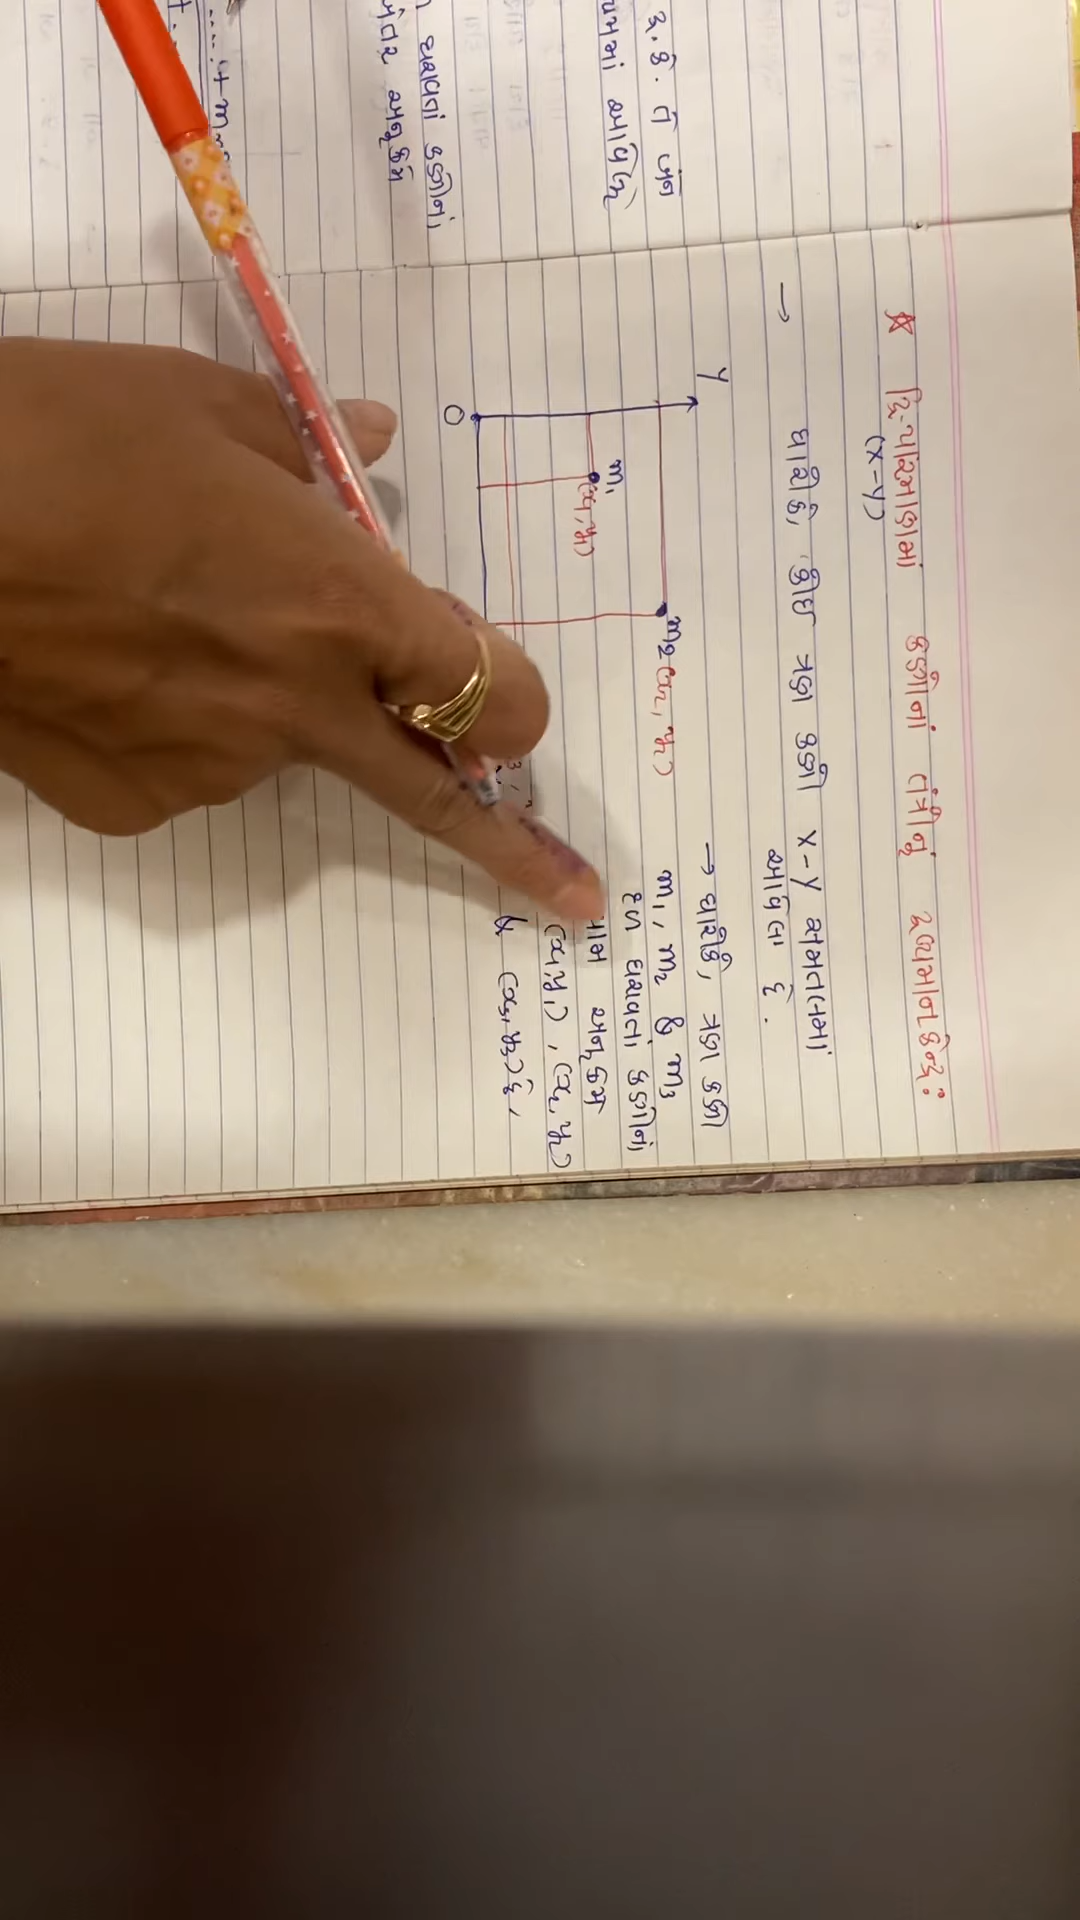 દ્ર.કે. તે બંને
આવેલું
ધરાવતાં કણોનાં
અંતર અનુક્રમે
.....+ m
* દ્વિ-પરિમાણમાં કણોનાં તંત્રનું દ્રવ્યમાનકેન્દ્ર:
(x-y)
→ ધારોકે, કોઈ ત્રણ કણો x-y સમતલમાં
આવેલા છે.
Y
m₁
(x₁, y₁)
m₂(x₂, y₂)
O
→ ધારોકે, ત્રણ કણો
m₁, m₂ & m₃
દળ ધરાવતાં કણોનાં
અનુક્રમે
(x₁, y₁), (x₂, y₂)
& (x₃, y₃) છે,